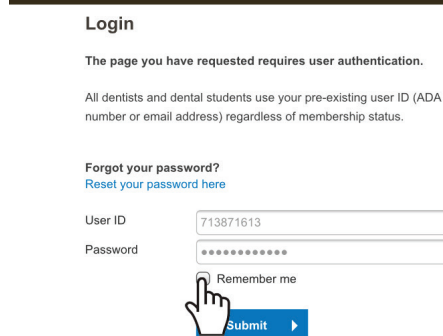 Login
The page you have requested requires user authentication.
All dentists and dental students use your pre-existing user ID (ADA
number or email address) regardless of membership status.
Forgot your password?
Reset your password here
User ID 713871613
Password ●●●●●●●●●●●●
Remember me
Submit